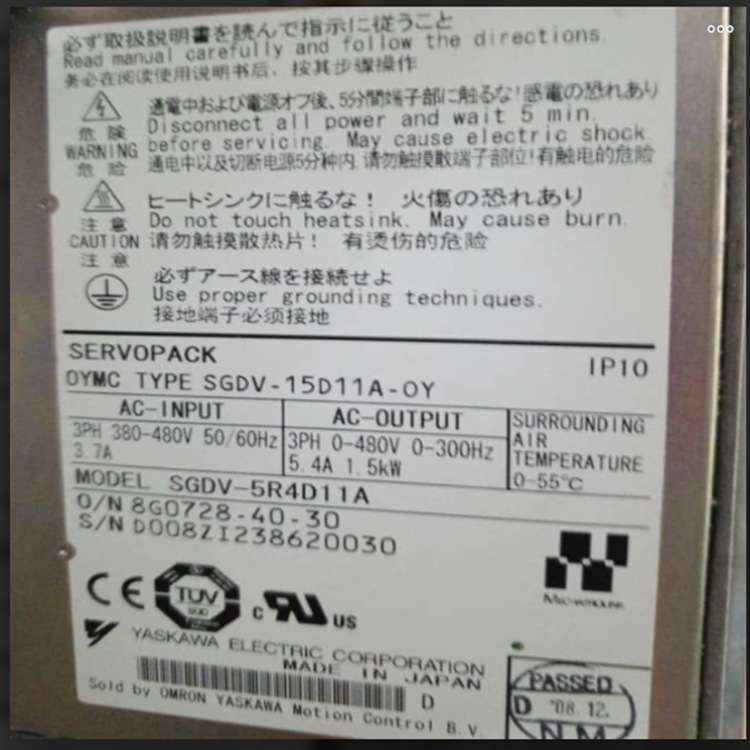 必ず取扱説明書を読んで指示に従うこと
Read manual carefully and follow the directions.
务必在阅读使用说明书后，按其步骤操作
危険
WARNING
危险
通電中および電源オフ後、5分間端子部に触るな！感電の恐れあり
Disconnect all power and wait 5 min.
before servicing. May cause electric shock.
通电中以及切断电源5分种内，请勿触摸散端子部位！有触电的危险
注意
CAUTION
注意
ヒートシンクに触るな！ 火傷の恐れあり
Do not touch heatsink. May cause burn.
请勿触摸散热片！ 有烫伤的危险
必ずアース線を接続せよ
Use proper grounding techniques.
接地端子必须接地
SERVOPACK
IP10
OYMC TYPE SGDV-15D11A-OY
AC-INPUT
3PH 380-480V 50/60Hz
3.7A
AC-OUTPUT
3PH 0-480V 0-300Hz
5.4A 1.5kW
SURROUNDING
AIR
TEMPERATURE
0-55℃
MODEL SGDV-5R4D11A
O/N 8G0728-40-30
S/N D008ZI238620030
CE
TUV
c RU US
YASKAWA ELECTRIC CORPORATION
MADE IN JAPAN
D
Sold by OMRON YASKAWA Motion Control B.V.
PASSED
D '08.12.
NM